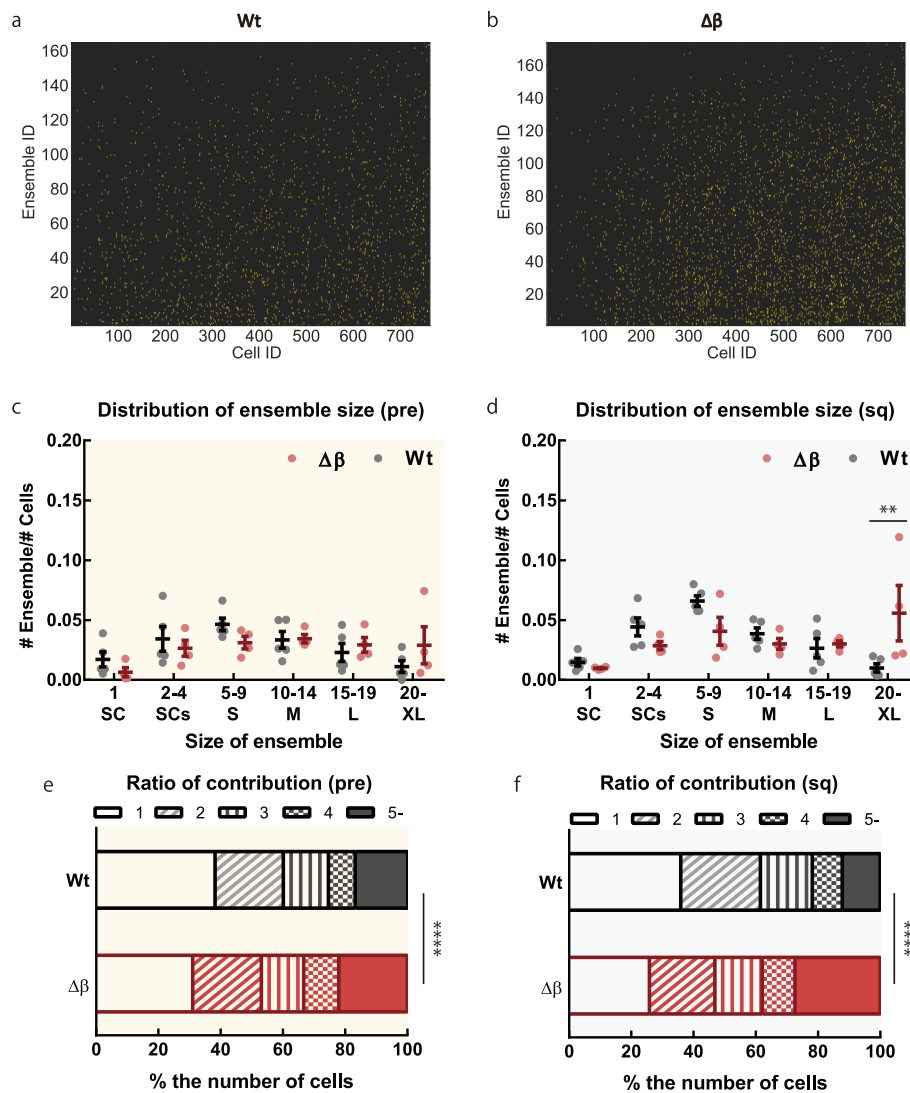 a Wt
b Δβ
Ensemble ID
160
140
120
100
80
60
40
20
100 200 300 400 500 600 700
Cell ID
Ensemble ID
160
140
120
100
80
60
40
20
100 200 300 400 500 600 700
Cell ID
c Distribution of ensemble size (pre)
Δβ Wt
# Ensemble/# Cells
0.20
0.15
0.10
0.05
0.00
1 2-4 5-9 10-14 15-19 20-
SC SCs S M L XL
Size of ensemble
d Distribution of ensemble size (sq)
Δβ Wt
**
# Ensemble/# Cells
0.20
0.15
0.10
0.05
0.00
1 2-4 5-9 10-14 15-19 20-
SC SCs S M L XL
Size of ensemble
e Ratio of contribution (pre)
1 2 3 4 5-
Wt
Δβ
****
0 20 40 60 80 100
% the number of cells
f Ratio of contribution (sq)
1 2 3 4 5-
Wt
Δβ
****
0 20 40 60 80 100
% the number of cells